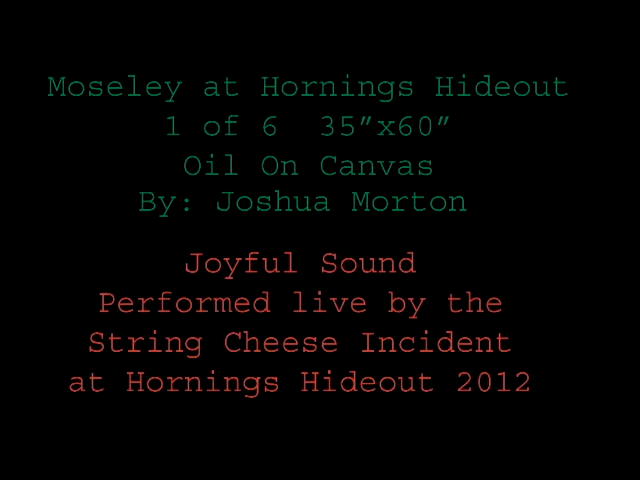 Moseley at Hornings Hideout
1 of 6  35”x60”
Oil On Canvas
By: Joshua Morton
Joyful Sound
Performed live by the
String Cheese Incident
at Hornings Hideout 2012